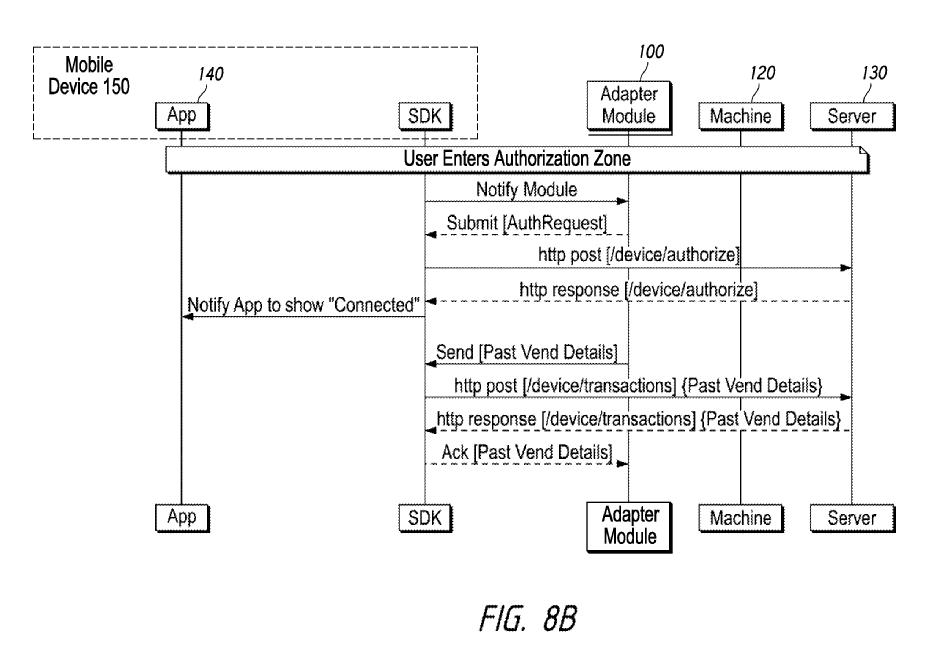 Mobile
Device 150
140
100
120
130
App
SDK
Adapter
Module
Machine
Server
User Enters Authorization Zone
Notify Module
Submit [AuthRequest]
http post [/device/authorize]
http response [/device/authorize]
Notify App to show "Connected"
Send [Past Vend Details]
http post [/device/transactions] {Past Vend Details}
http response [/device/transactions] {Past Vend Details}
Ack [Past Vend Details]
App
SDK
Adapter
Module
Machine
Server
FIG. 8B